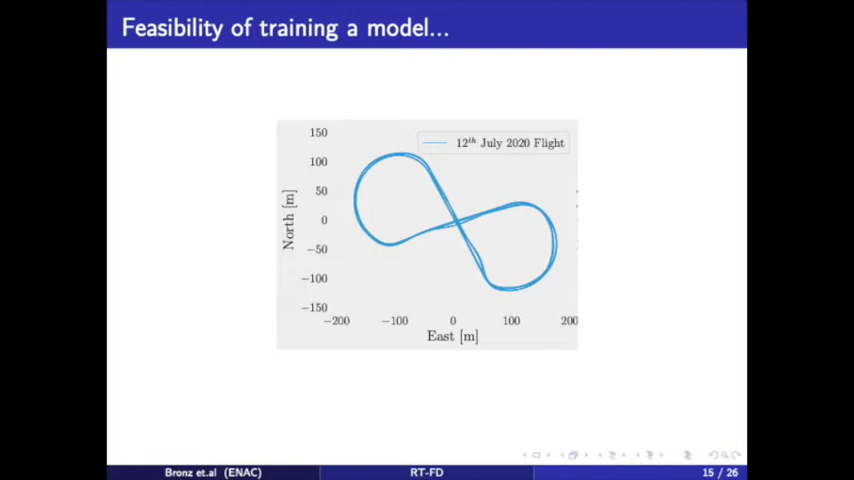 Feasibility of training a model...
12th July 2020 Flight
150
100
50
0
−50
−100
−150
North [m]
−200 −100 0 100 200
East [m]
Bronz et.al (ENAC) RT-FD 15 / 26